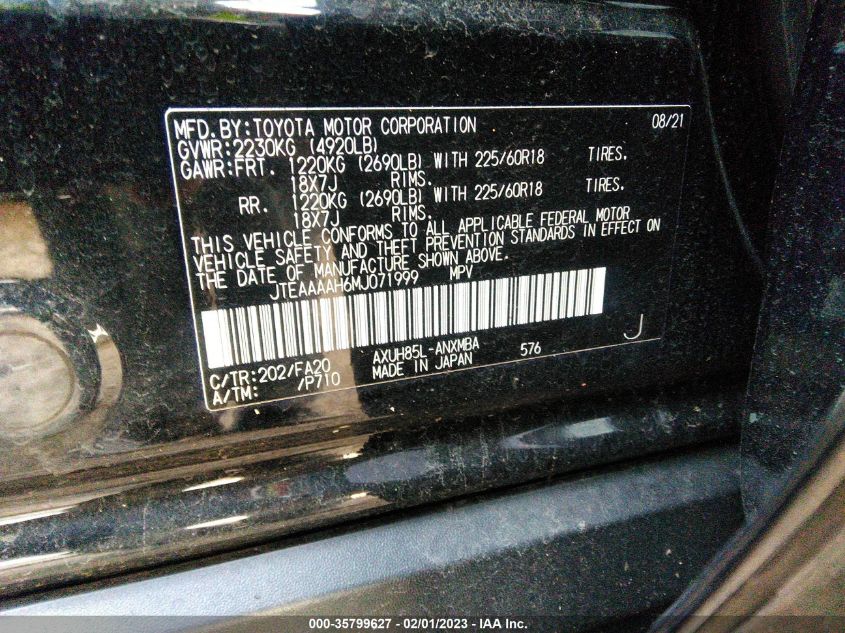 MFD.BY:TOYOTA MOTOR CORPORATION 08/21
GVWR:2230KG (4920LB)
GAWR:FRT. 1220KG (2690LB) WITH 225/60R18 TIRES.
18X7J RIMS.
RR. 1220KG (2690LB) WITH 225/60R18 TIRES.
18X7J RIMS.
THIS VEHICLE CONFORMS TO ALL APPLICABLE FEDERAL MOTOR
VEHICLE SAFETY AND THEFT PREVENTION STANDARDS IN EFFECT ON
THE DATE OF MANUFACTURE SHOWN ABOVE.
JTEAAAAH6MJ071999 MPV
J
C/TR:202/FA20 AXUH85L-ANXMBA 576
A/TM: /P710 MADE IN JAPAN
000-35799627 - 02/01/2023 - IAA Inc.